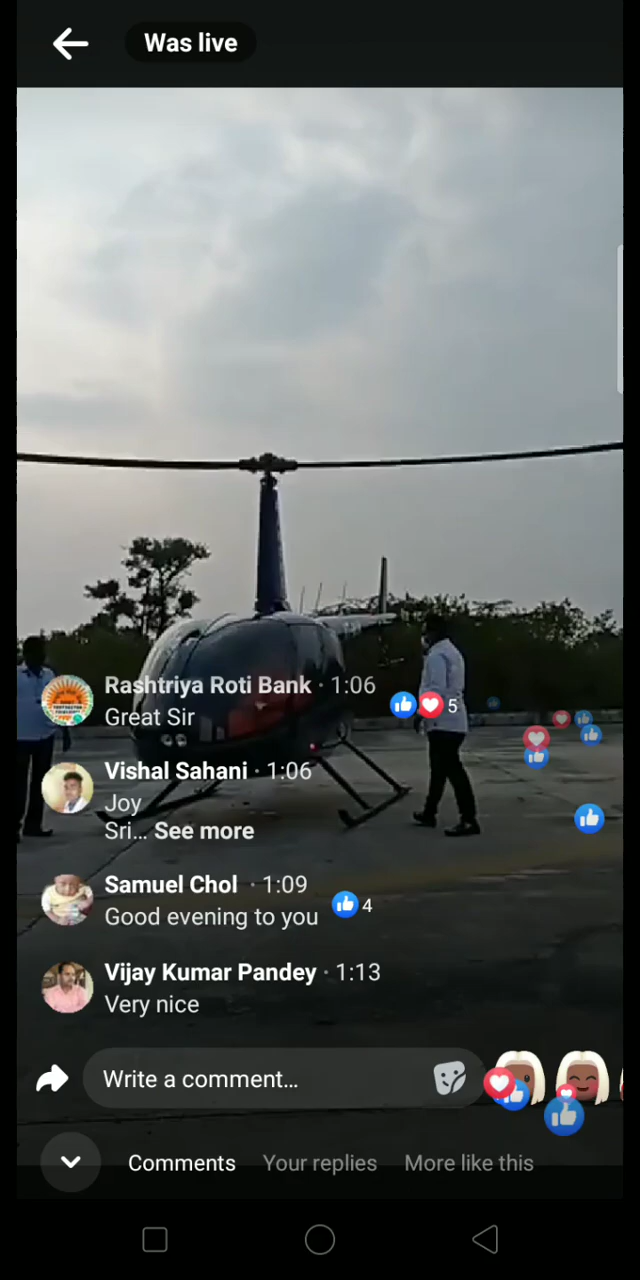 Was live
Rashtriya Roti Bank · 1:06
Great Sir
5
Vishal Sahani · 1:06
Joy
Sri... See more
Samuel Chol · 1:09
Good evening to you
4
Vijay Kumar Pandey · 1:13
Very nice
Write a comment...
Comments
Your replies
More like this